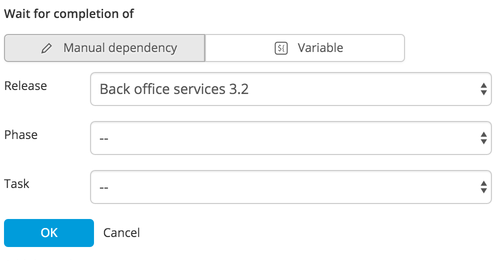 Wait for completion of
Manual dependency
${ Variable
Release Back office services 3.2
Phase --
Task --
OK Cancel